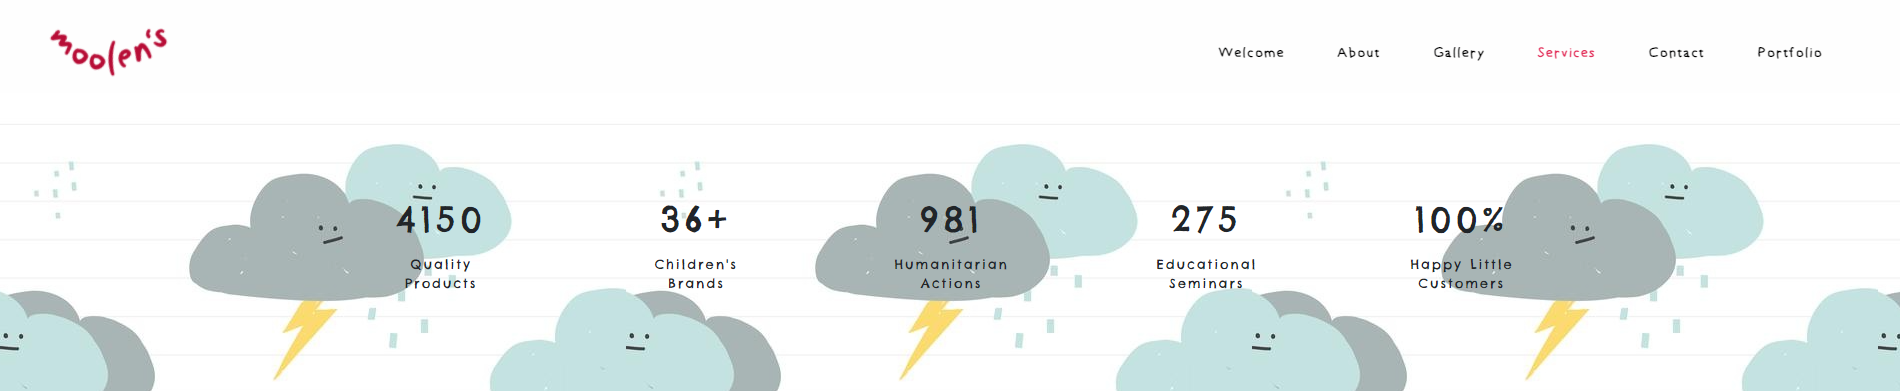 moolen's
Welcome About Gallery Services Contact Portfolio
4150
Quality
Products
36+
Children's
Brands
981
Humanitarian
Actions
275
Educational
Seminars
100%
Happy Little
Customers